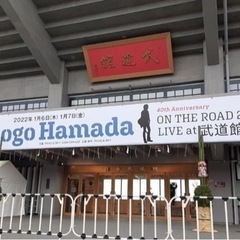 武道館
2022年1月6日(木) 1月7日(金)
ogo Hamada
40th Anniversary
ON THE ROAD 2
LIVE at 武道館